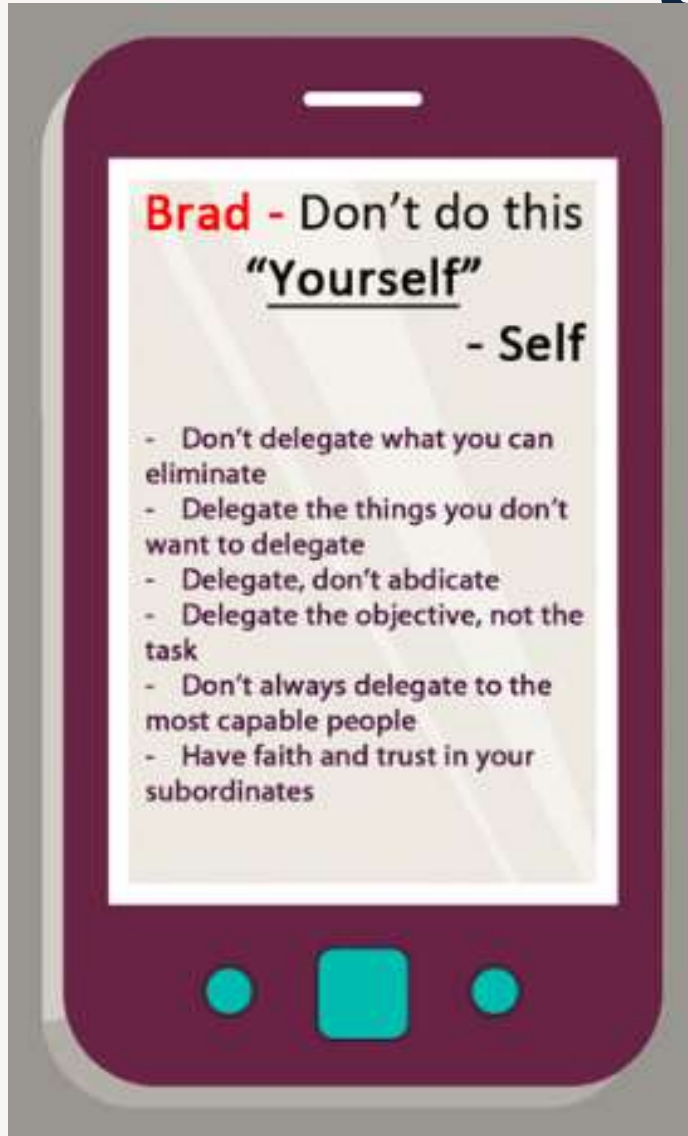 Brad - Don’t do this
“Yourself”
- Self
- Don’t delegate what you can
eliminate
- Delegate the things you don’t
want to delegate
- Delegate, don’t abdicate
- Delegate the objective, not the
task
- Don’t always delegate to the
most capable people
- Have faith and trust in your
subordinates